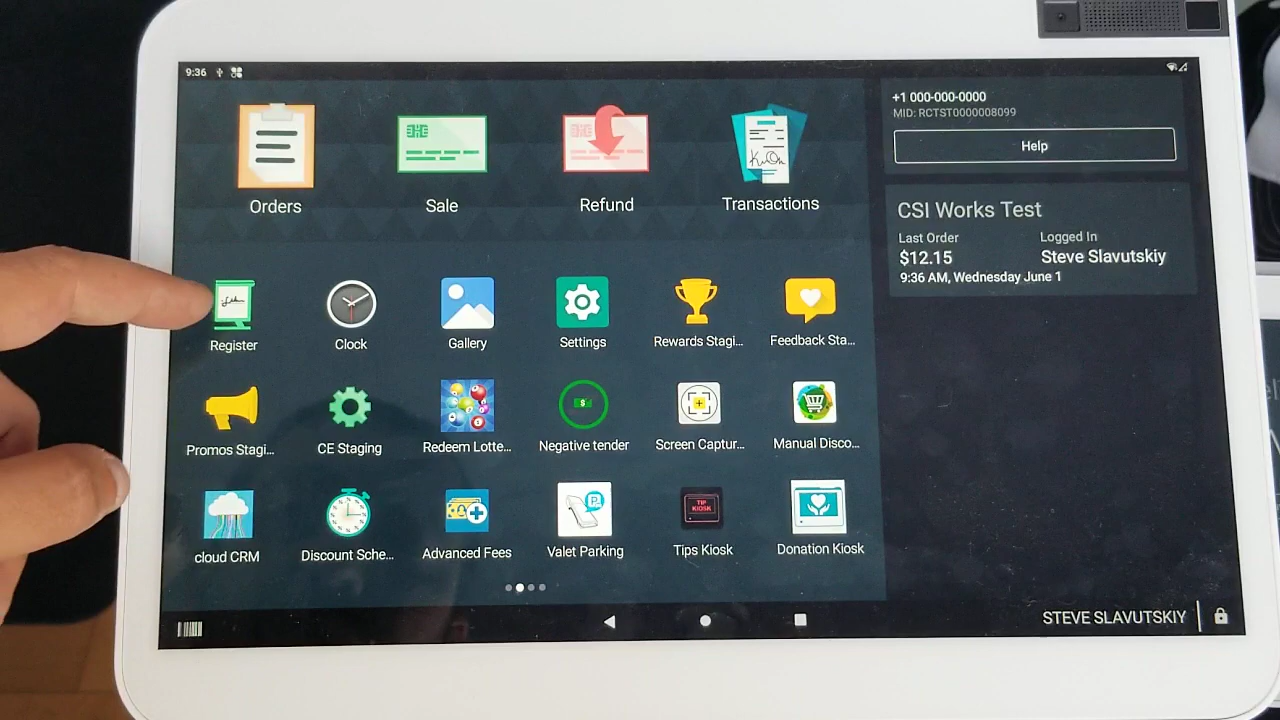 9:36
+1 000-000-0000
MID: RCTST0000008099
Help
Orders
Sale
Refund
Transactions
CSI Works Test
Last Order
Logged In
$12.15
Steve Slavutskiy
9:36 AM, Wednesday June 1
Register
Clock
Gallery
Settings
Rewards Stagi...
Feedback Sta...
Promos Stagi...
CE Staging
Redeem Lotte...
$
Negative tender
Screen Captur...
Manual Disco...
cloud CRM
Discount Sche...
Advanced Fees
P
Valet Parking
TIP
KIOSK
Tips Kiosk
Donation Kiosk
STEVE SLAVUTSKIY